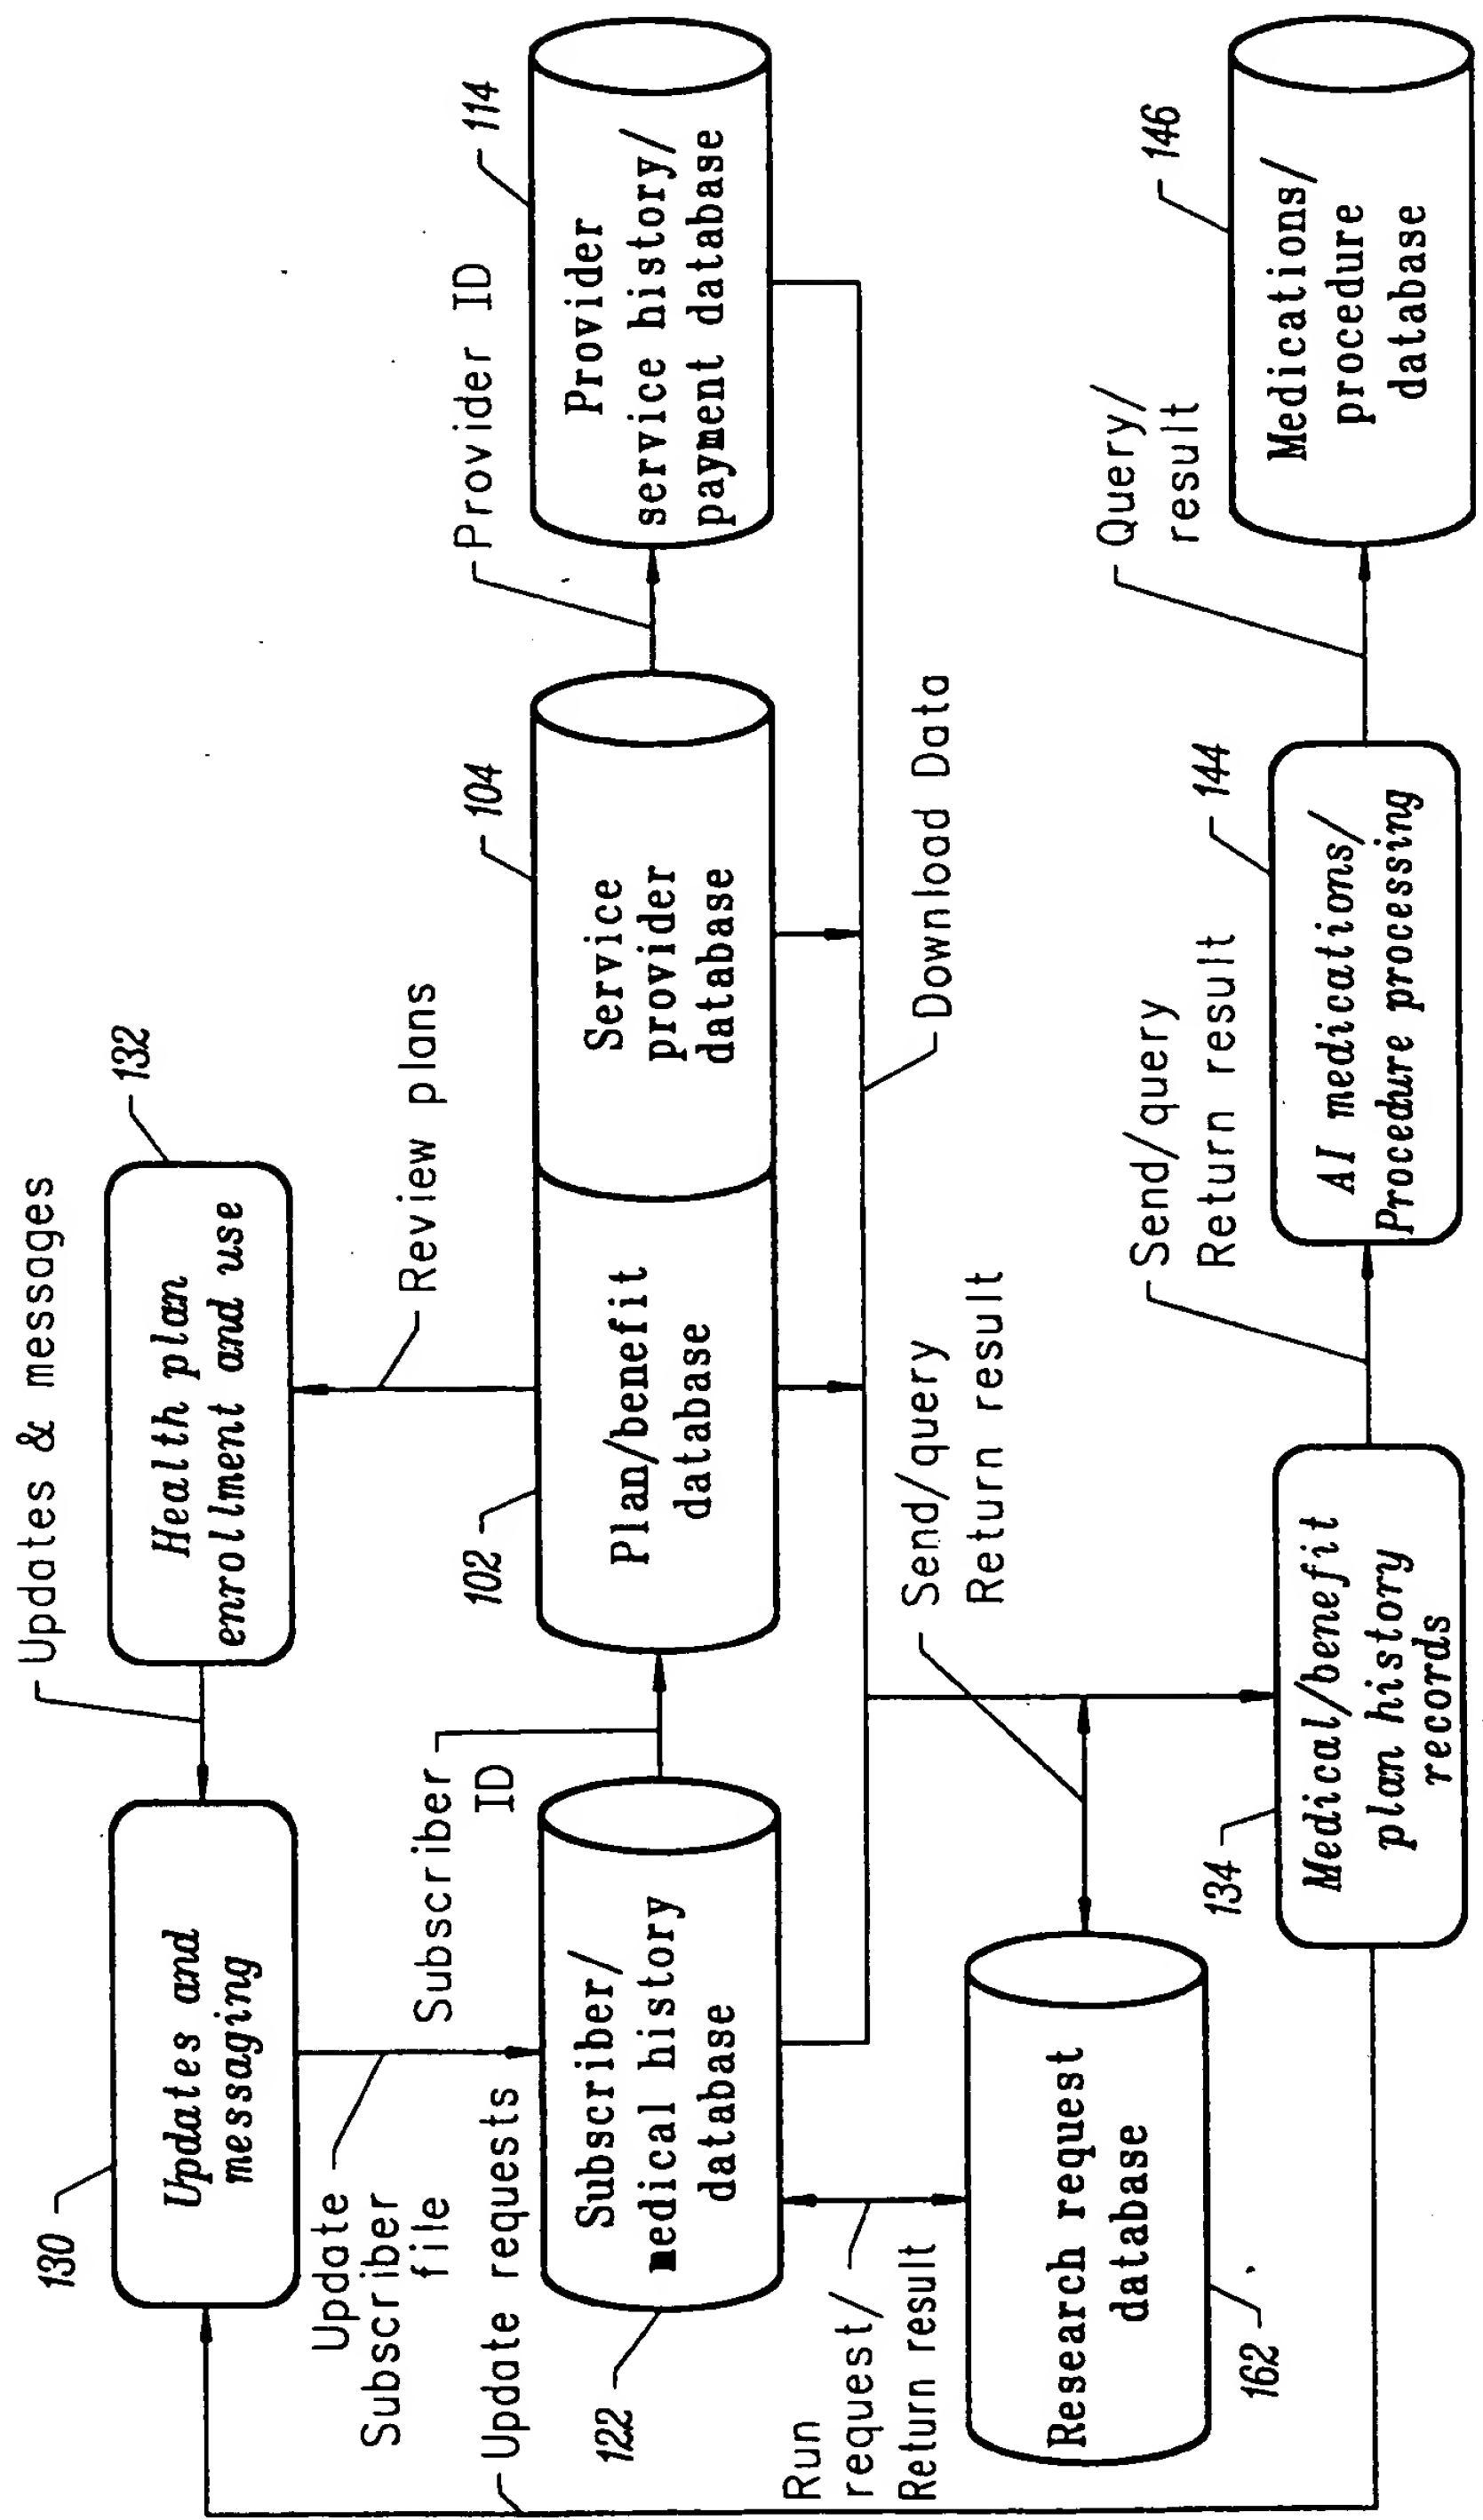 Updates & messages
130
Updates and
messaging
132
Health plan
enrollment and use
Update
Subscriber
file
Review plans
Update requests
Subscriber
ID
Provider ID
122
Subscriber/
medical history
database
102
Plan/benefit
database
104
Service
provider
database
114
Provider
service history/
payment database
Run
request/
Return result
Download Data
Send/query
Return result
162
Research request
database
134
Medical/benefit
plan history
records
Send/query
Return result
144
AI medications/
Procedure processing
Query/
result
146
Medications/
procedure
database